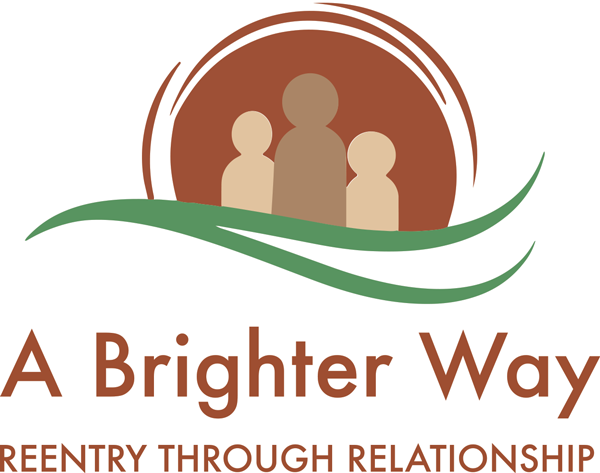 A Brighter Way
REENTRY THROUGH RELATIONSHIP